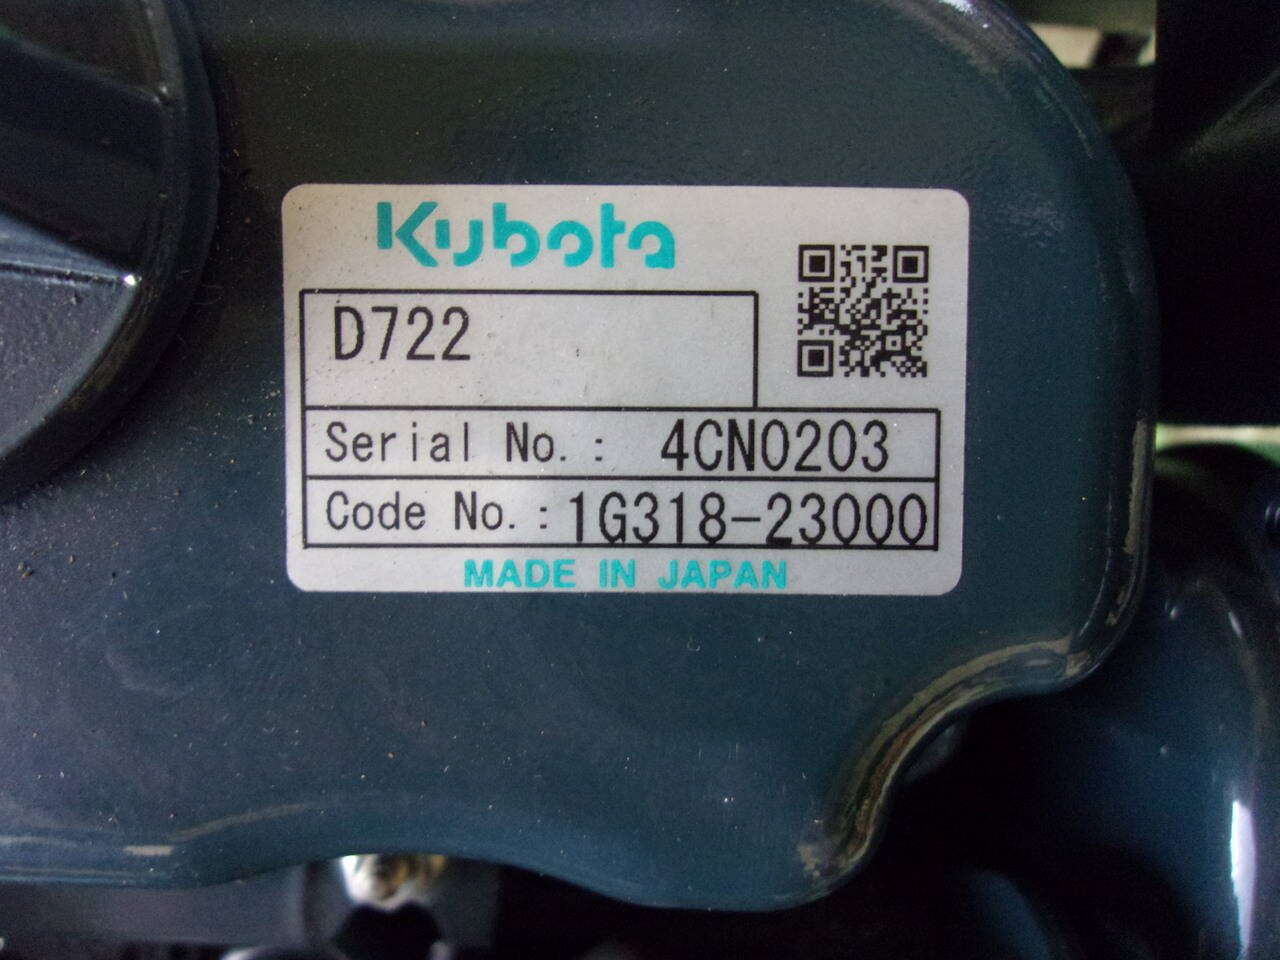 Kubota
D722
Serial No.: 4CN0203
Code No.: 1G318-23000
MADE IN JAPAN